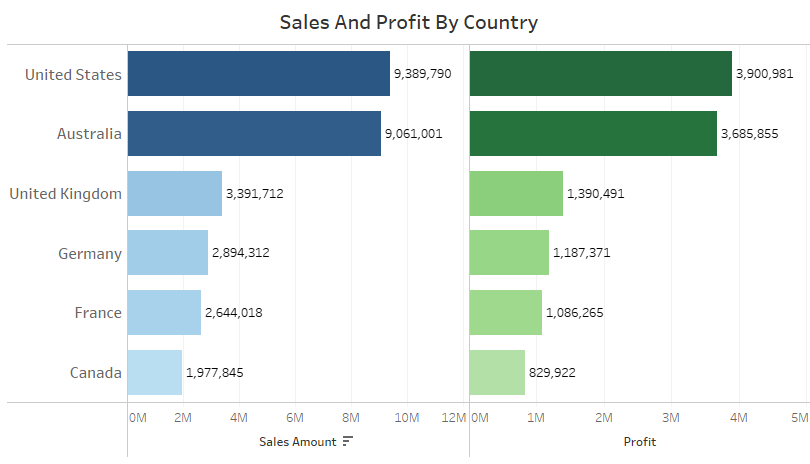 Sales And Profit By Country
United States 9,389,790 3,900,981
Australia 9,061,001 3,685,855
United Kingdom 3,391,712 1,390,491
Germany 2,894,312 1,187,371
France 2,644,018 1,086,265
Canada 1,977,845 829,922
0M 2M 4M 6M 8M 10M 12M 0M 1M 2M 3M 4M 5M
Sales Amount Profit